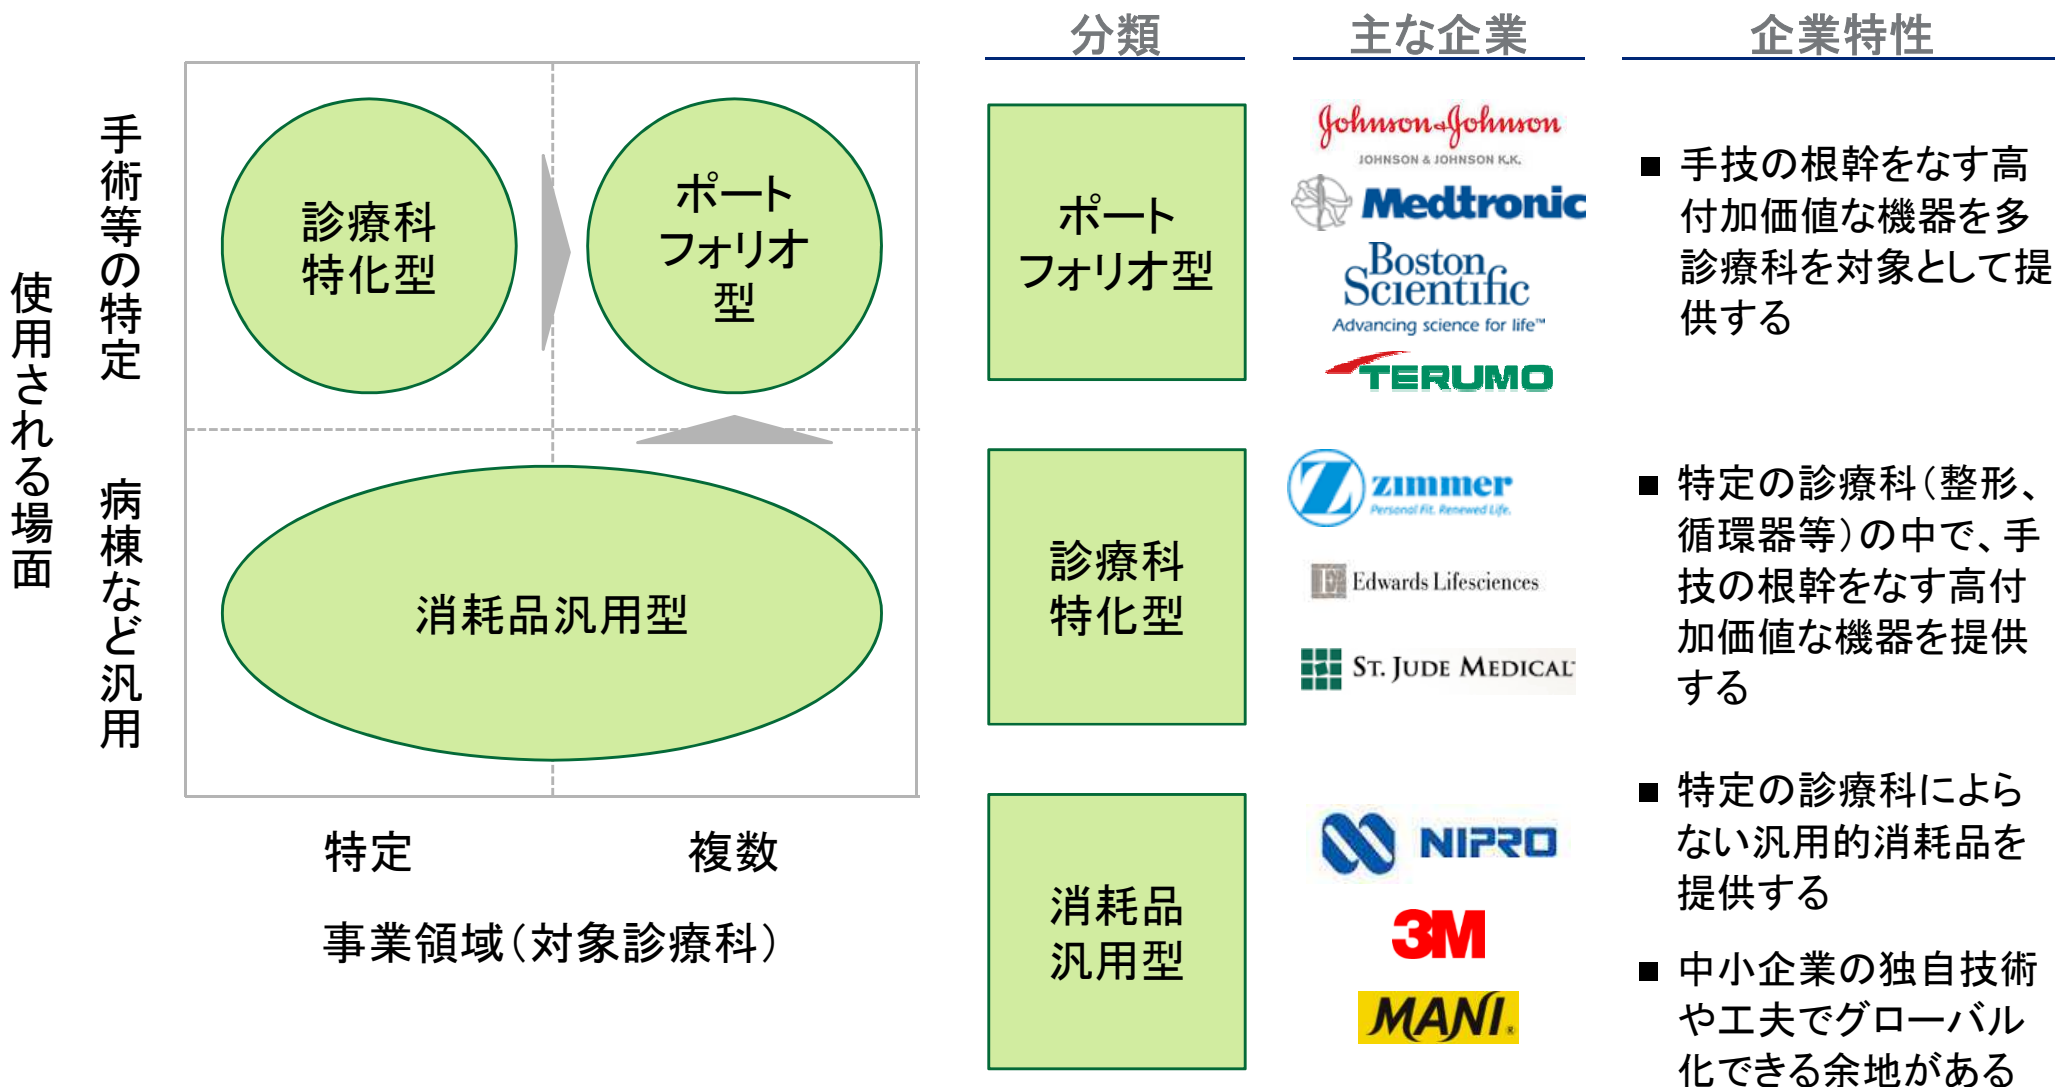 使用される場面
手術等の特定
病棟など汎用
診療科
特化型
ポート
フォリオ
型
消耗品汎用型
特定
複数
事業領域（対象診療科）
分類
主な企業
企業特性
ポート
フォリオ型
Johnson & Johnson
JOHNSON & JOHNSON K.K.
Medtronic
Boston
Scientific
Advancing science for life™
TERUMO
■ 手技の根幹をなす高
付加価値な機器を多
診療科を対象として提
供する
診療科
特化型
Z zimmer
Personal Fit. Renewed Life.
E Edwards Lifesciences
ST. JUDE MEDICAL
■ 特定の診療科（整形、
循環器等）の中で、手
技の根幹をなす高付
加価値な機器を提供
する
消耗品
汎用型
NIPRO
3M
MANI®
■ 特定の診療科によら
ない汎用的消耗品を
提供する
■ 中小企業の独自技術
や工夫でグローバル
化できる余地がある